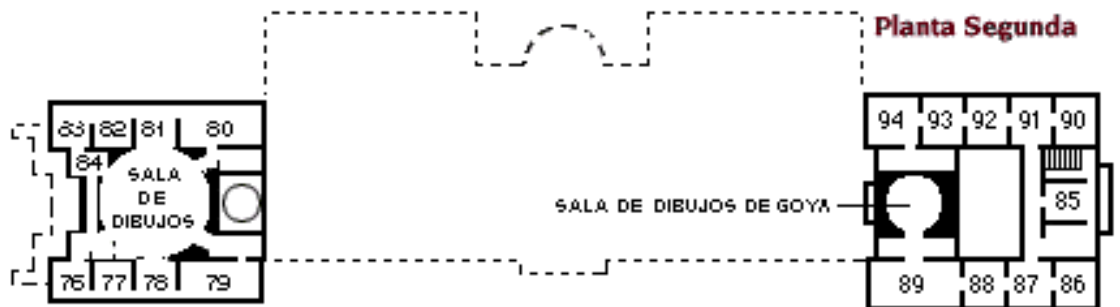 Planta Segunda
83 82 81 80
84
SALA
DE
DIBUJOS
76 77 78 79
94 93 92 91 90
85
SALA DE DIBUJOS DE GOYA
89 88 87 86